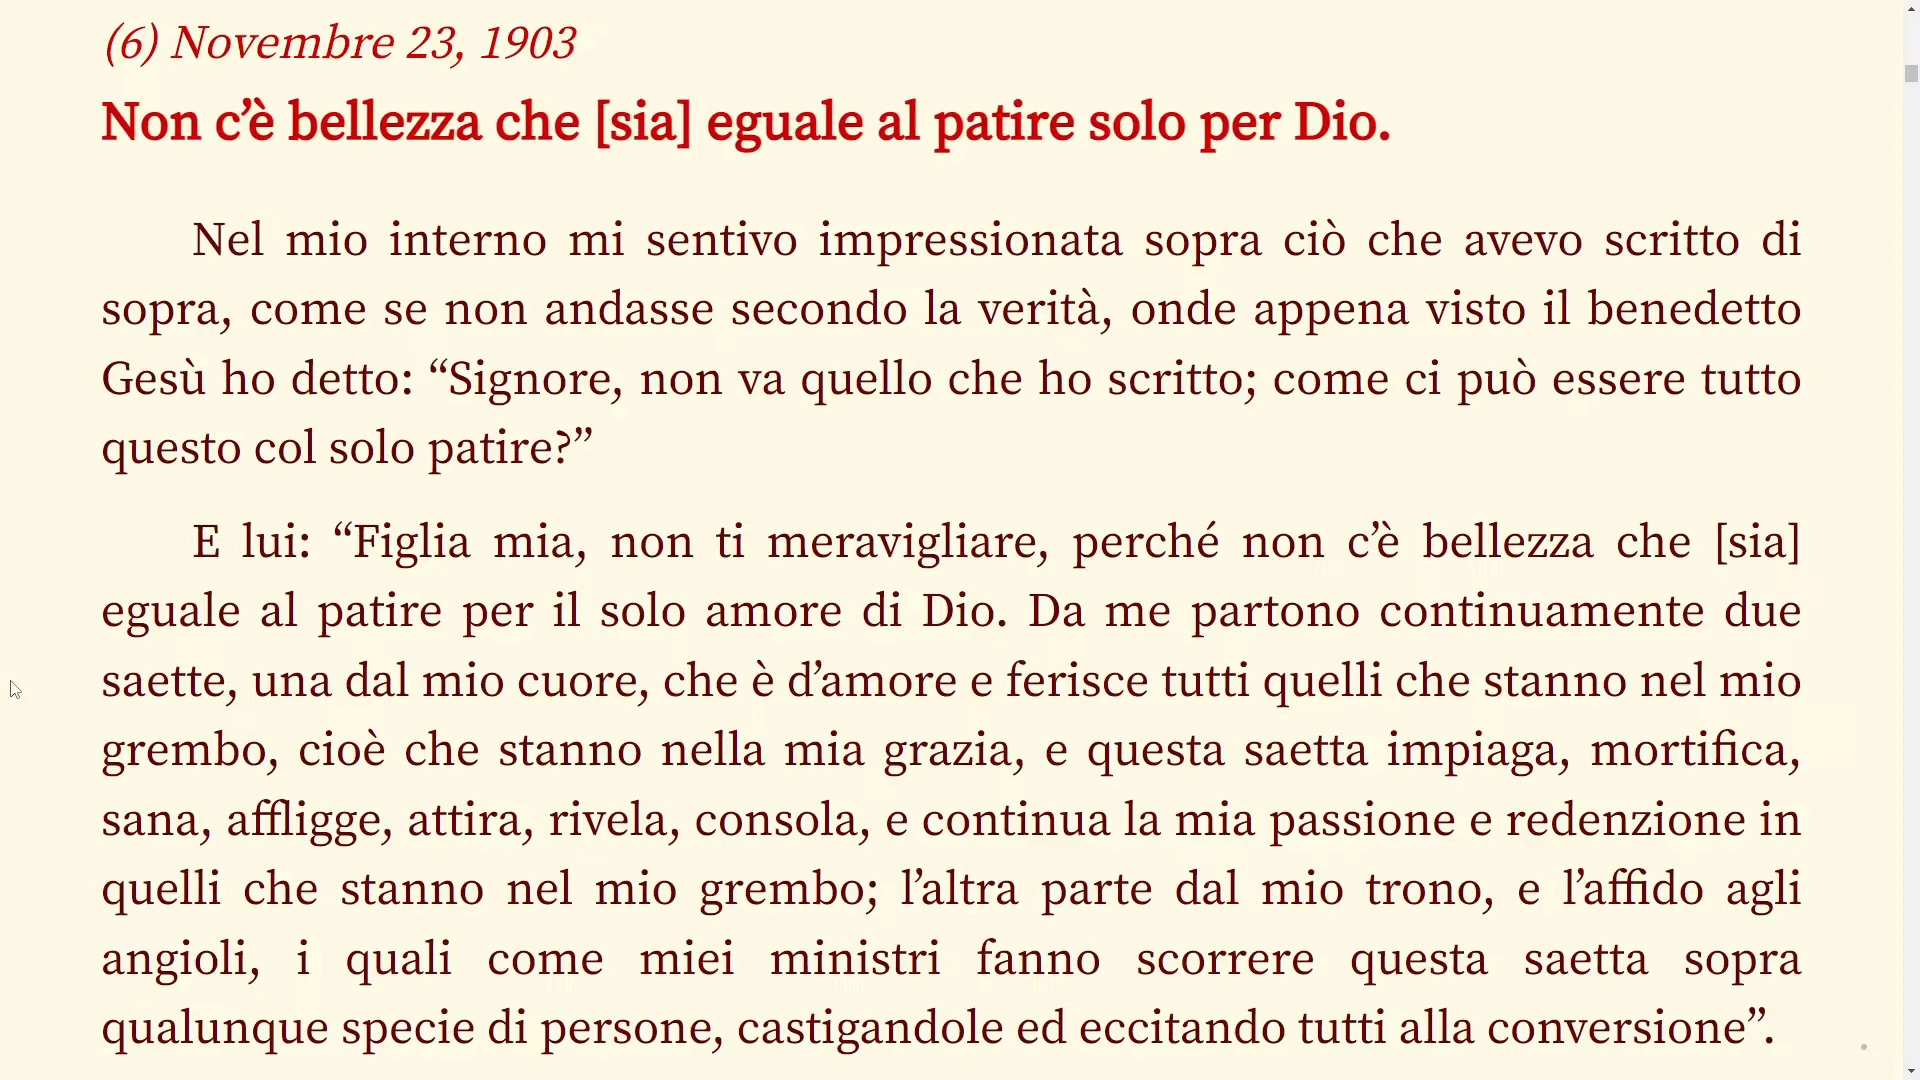 (6) Novembre 23, 1903
Non c’è bellezza che [sia] eguale al patire solo per Dio.
Nel mio interno mi sentivo impressionata sopra ciò che avevo scritto di
sopra, come se non andasse secondo la verità, onde appena visto il benedetto
Gesù ho detto: “Signore, non va quello che ho scritto; come ci può essere tutto
questo col solo patire?”
E lui: “Figlia mia, non ti meravigliare, perché non c’è bellezza che [sia]
eguale al patire per il solo amore di Dio. Da me partono continuamente due
saette, una dal mio cuore, che è d’amore e ferisce tutti quelli che stanno nel mio
grembo, cioè che stanno nella mia grazia, e questa saetta impiaga, mortifica,
sana, affligge, attira, rivela, consola, e continua la mia passione e redenzione in
quelli che stanno nel mio grembo; l’altra parte dal mio trono, e l’affido agli
angioli, i quali come miei ministri fanno scorrere questa saetta sopra
qualunque specie di persone, castigandole ed eccitando tutti alla conversione”.